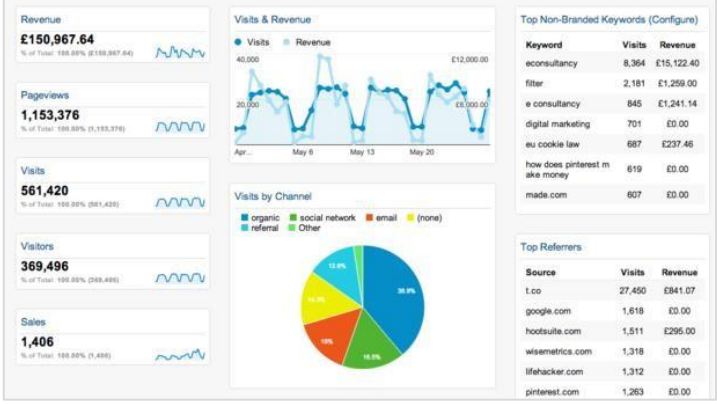 Revenue
£150,967.64
% of Total: 100.00% (£150,967.64)
Pageviews
1,153,376
% of Total: 100.00% (1,153,376)
Visits
561,420
% of Total: 100.00% (561,420)
Visitors
369,496
% of Total: 100.00% (369,496)
Sales
1,406
% of Total: 100.00% (1,406)
Visits & Revenue
Visits Revenue
40,000 £12,000.00
20,000 £6,000.00
Apr... May 6 May 13 May 20
Visits by Channel
organic social network email (none)
referral Other
38.9%
16.5%
15%
12.9%
Top Non-Branded Keywords (Configure)
Keyword Visits Revenue
econsultancy 8,364 £15,122.40
filter 2,181 £1,259.00
e consultancy 845 £1,241.14
digital marketing 701 £0.00
eu cookie law 687 £237.46
how does pinterest m
ake money 619 £0.00
made.com 607 £0.00
Top Referrers
Source Visits Revenue
t.co 27,450 £841.07
google.com 1,618 £0.00
hootsuite.com 1,511 £295.00
wisemetrics.com 1,318 £0.00
lifehacker.com 1,312 £0.00
pinterest.com 1,263 £0.00